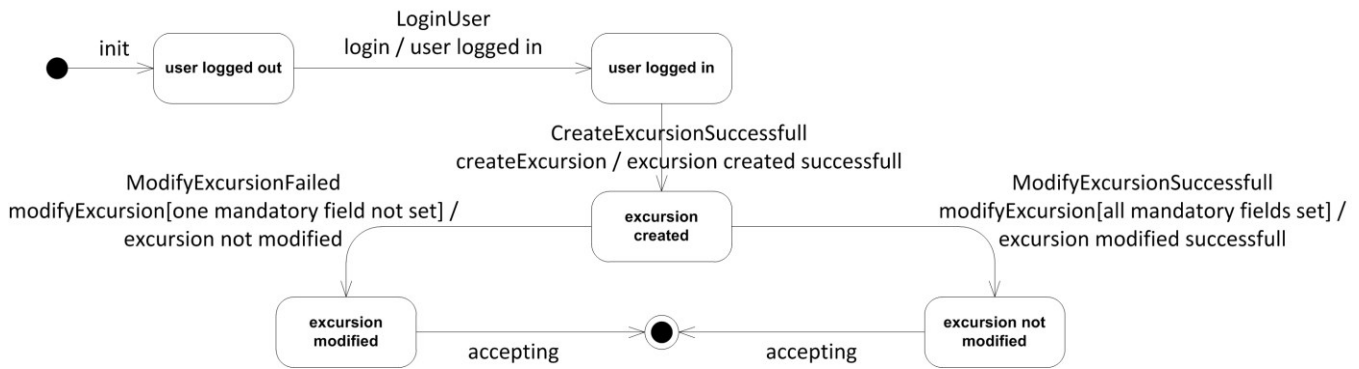 LoginUser
init
login / user logged in
user logged out
user logged in
CreateExcursionSuccessfull
createExcursion / excursion created successfull
ModifyExcursionFailed
modifyExcursion[one mandatory field not set] /
excursion not modified
ModifyExcursionSuccessfull
modifyExcursion[all mandatory fields set] /
excursion modified successfull
excursion
created
excursion
modified
excursion not
modified
accepting
accepting